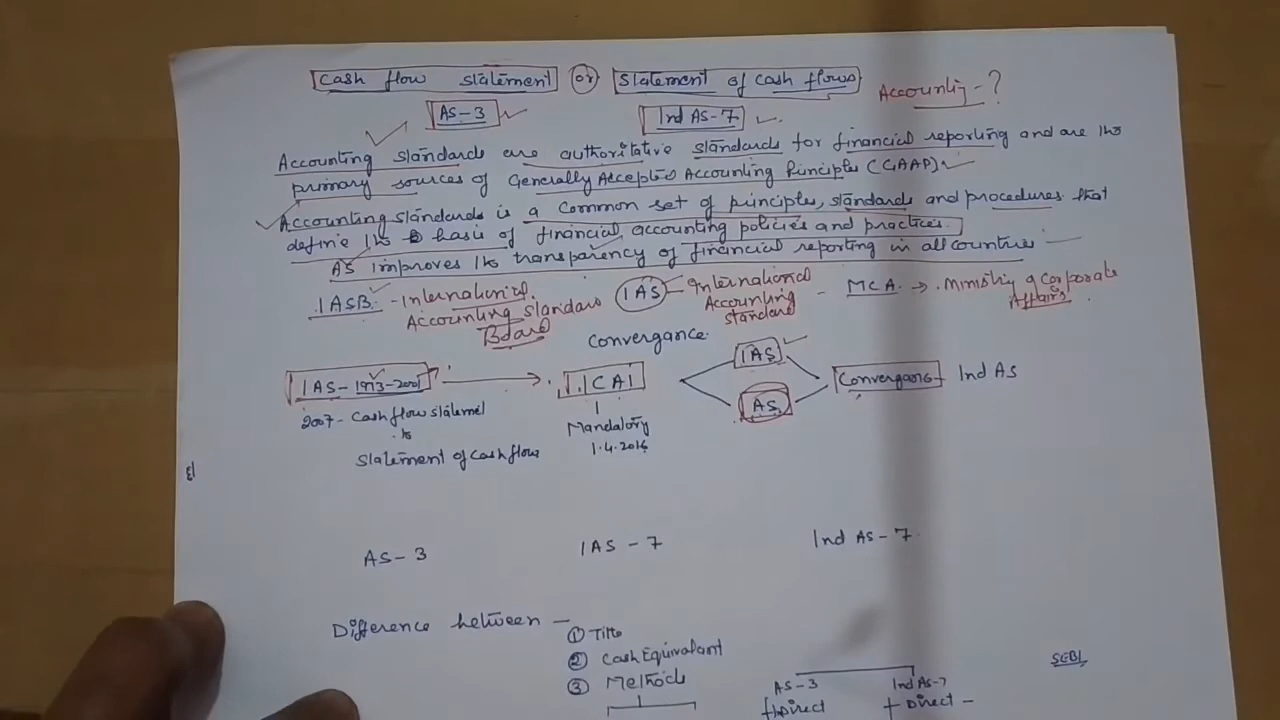 Cash flow statement or Statement of cash flows Accounting - ?
AS-3 Ind AS-7
Accounting standards are authoritative standards for financial reporting and are the
primary sources of Generally Accepted Accounting Principles (GAAP)
Accounting standards is a common set of principles, standards and procedures that
define the basis of financial accounting policies and practices.
AS improves the transparency of financial reporting in all countries
IASB - International Accounting Standard Board
IAS - International Accounting Standard
- MCA → Ministry of Corporate Affairs
Convergance
IAS - 1973-2001 → ICAI IAS AS Convergans Ind AS
2007 - Cash flow statement
to
Statement of cash flow
Mandatory
1.4.2016
AS-3 IAS-7 Ind AS-7
Difference between -
① Title
② Cash Equivalant
③ Methods
AS-3 Ind AS-7
Direct Direct -
SEBI